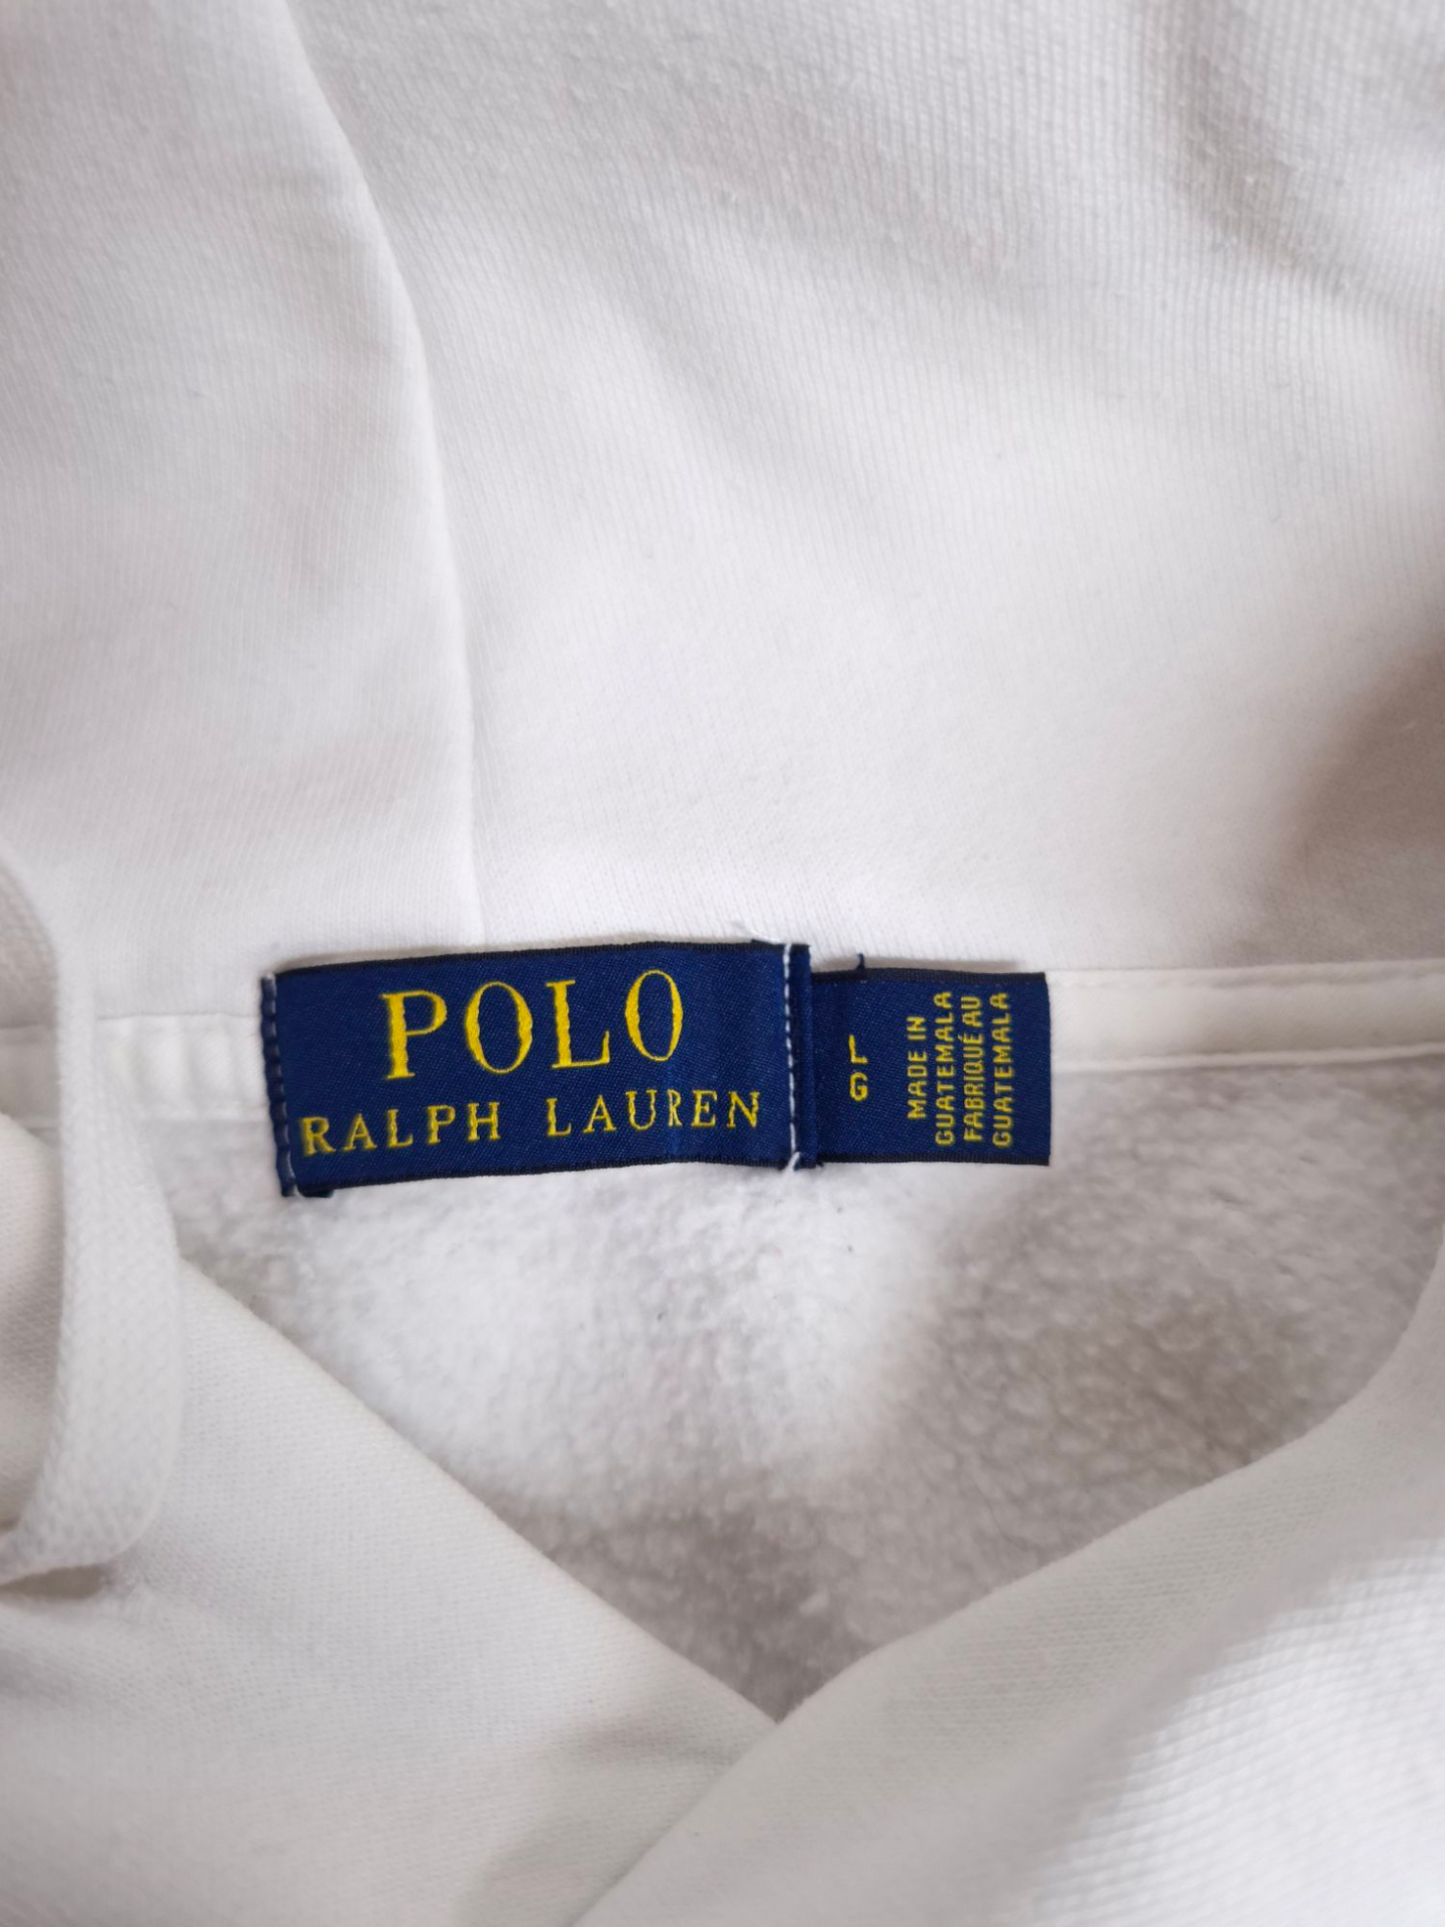 POLO
RALPH LAUREN
L
G
MADE IN
GUATEMALA
FABRIQUÉ AU
GUATEMALA